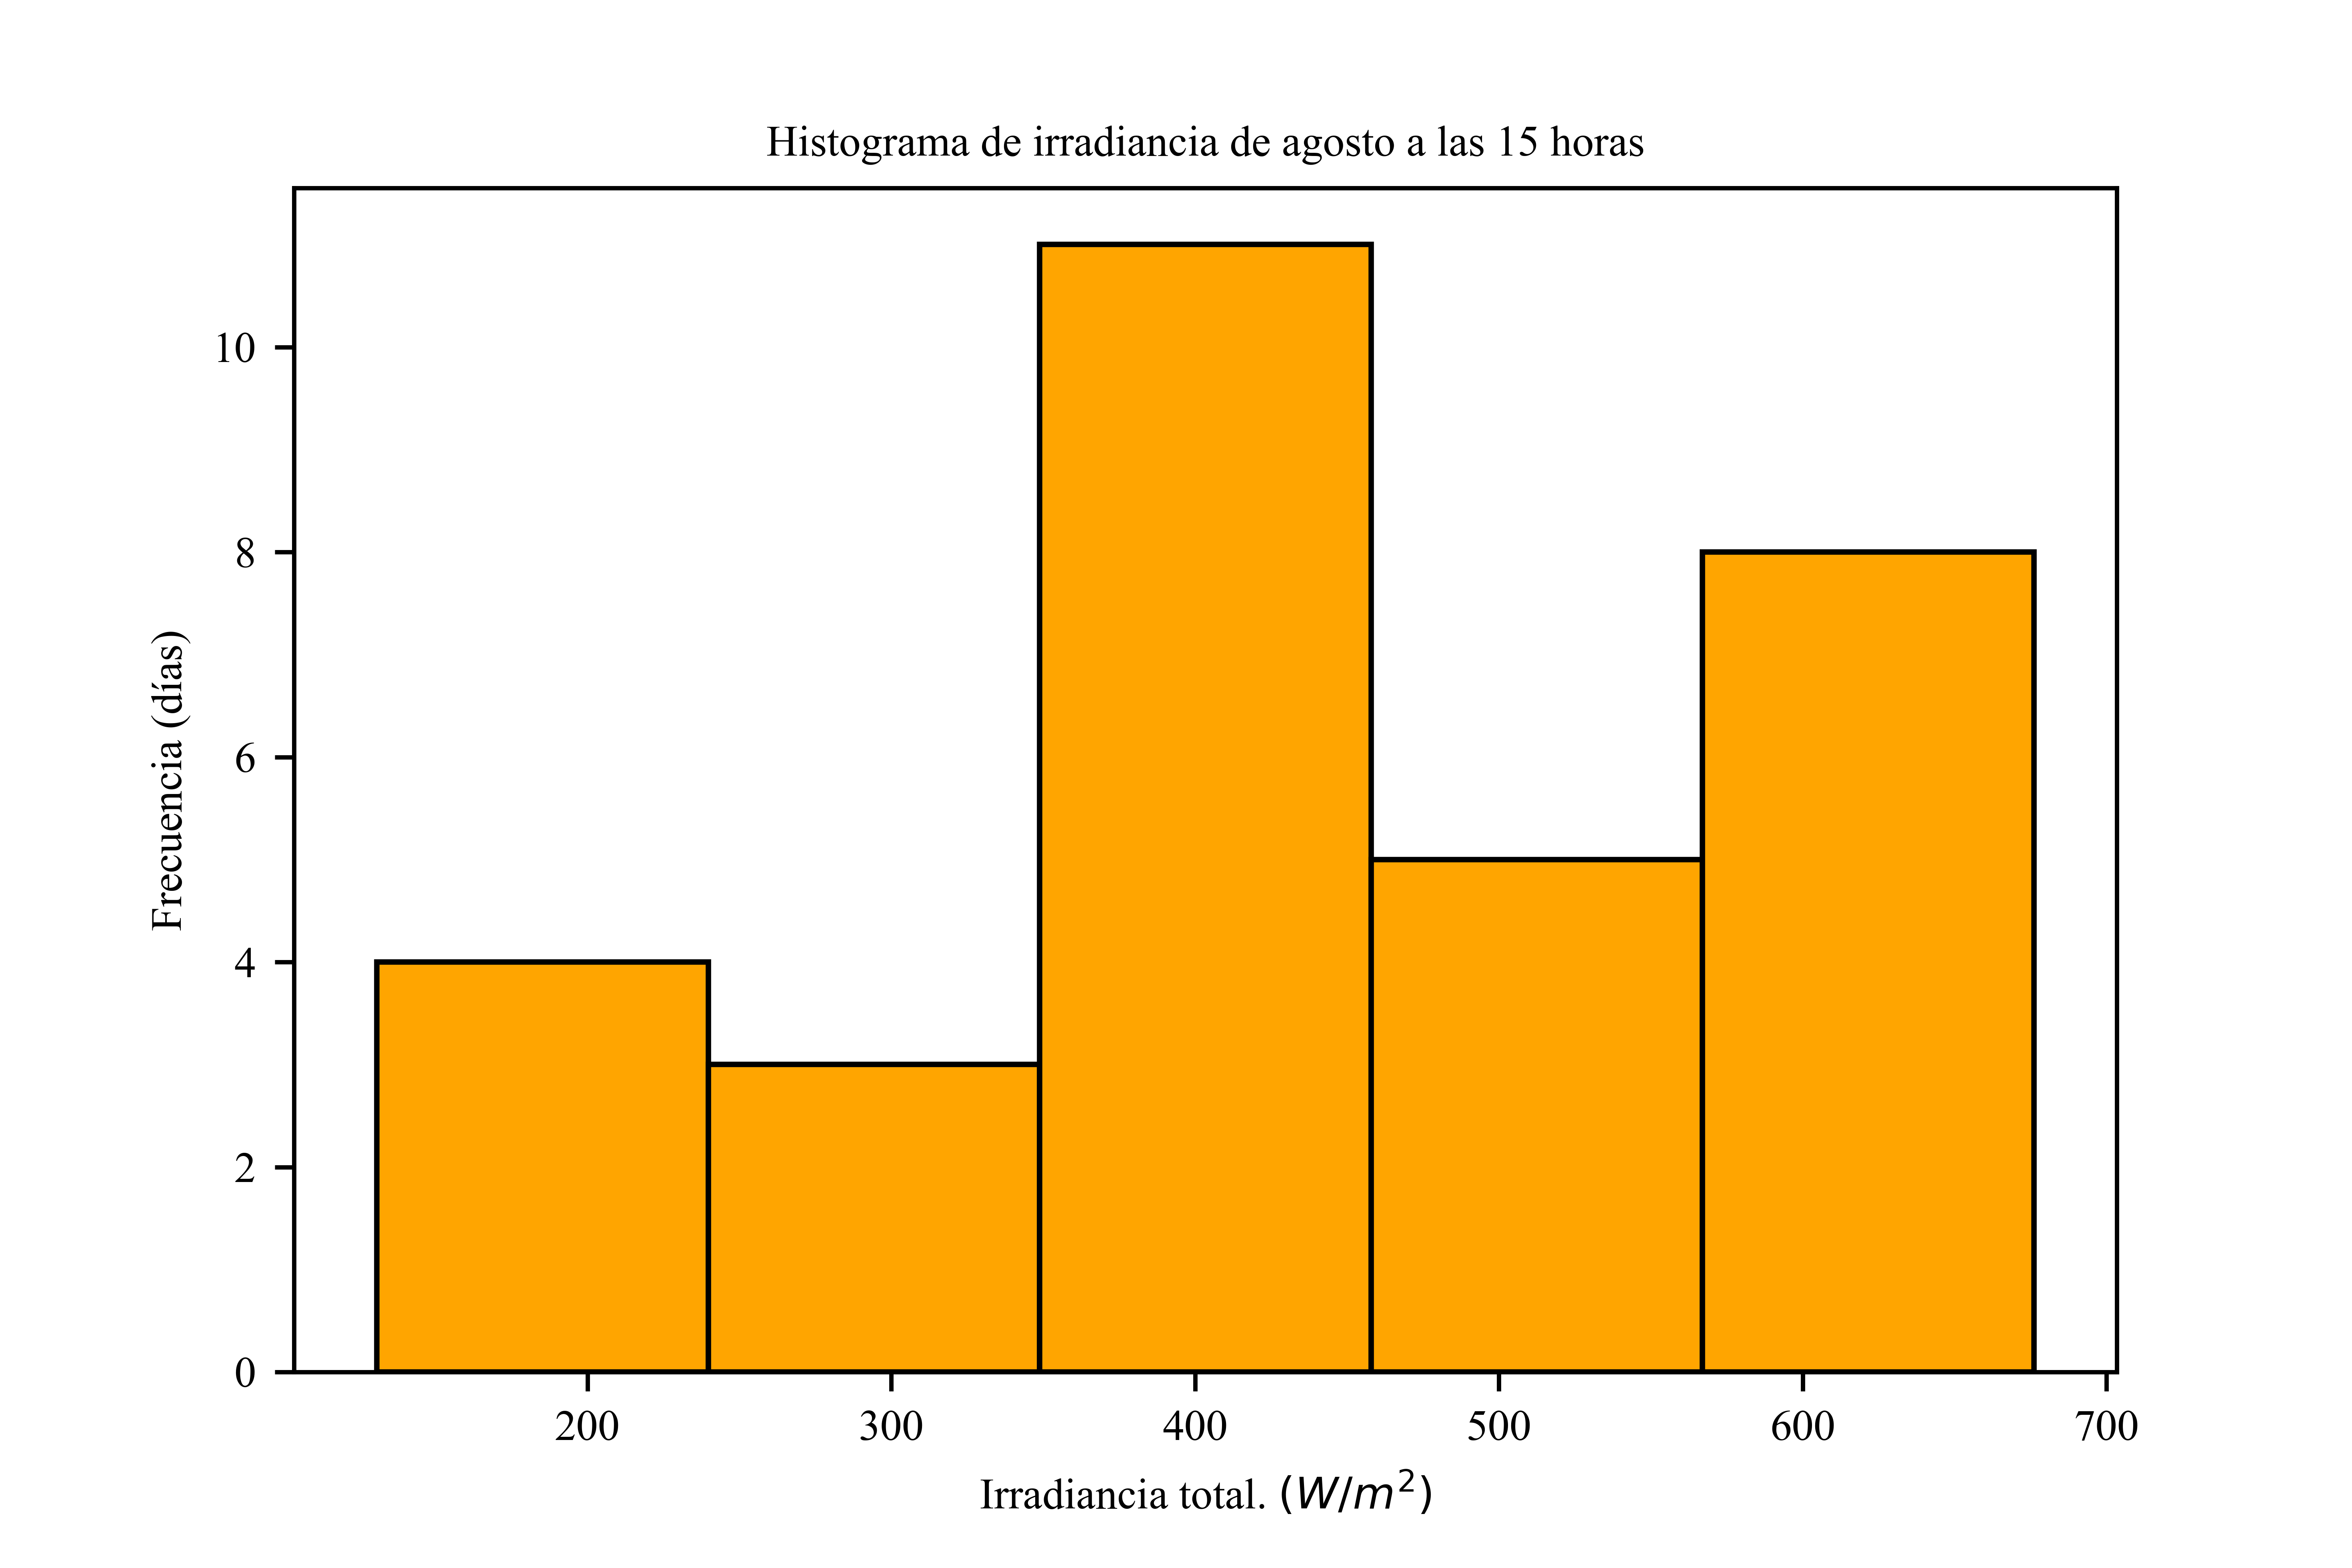 Histograma de irradiancia de agosto a las 15 horas
Frecuencia (días)
10
8
6
4
2
0
200 300 400 500 600 700
Irradiancia total. (W/m²)